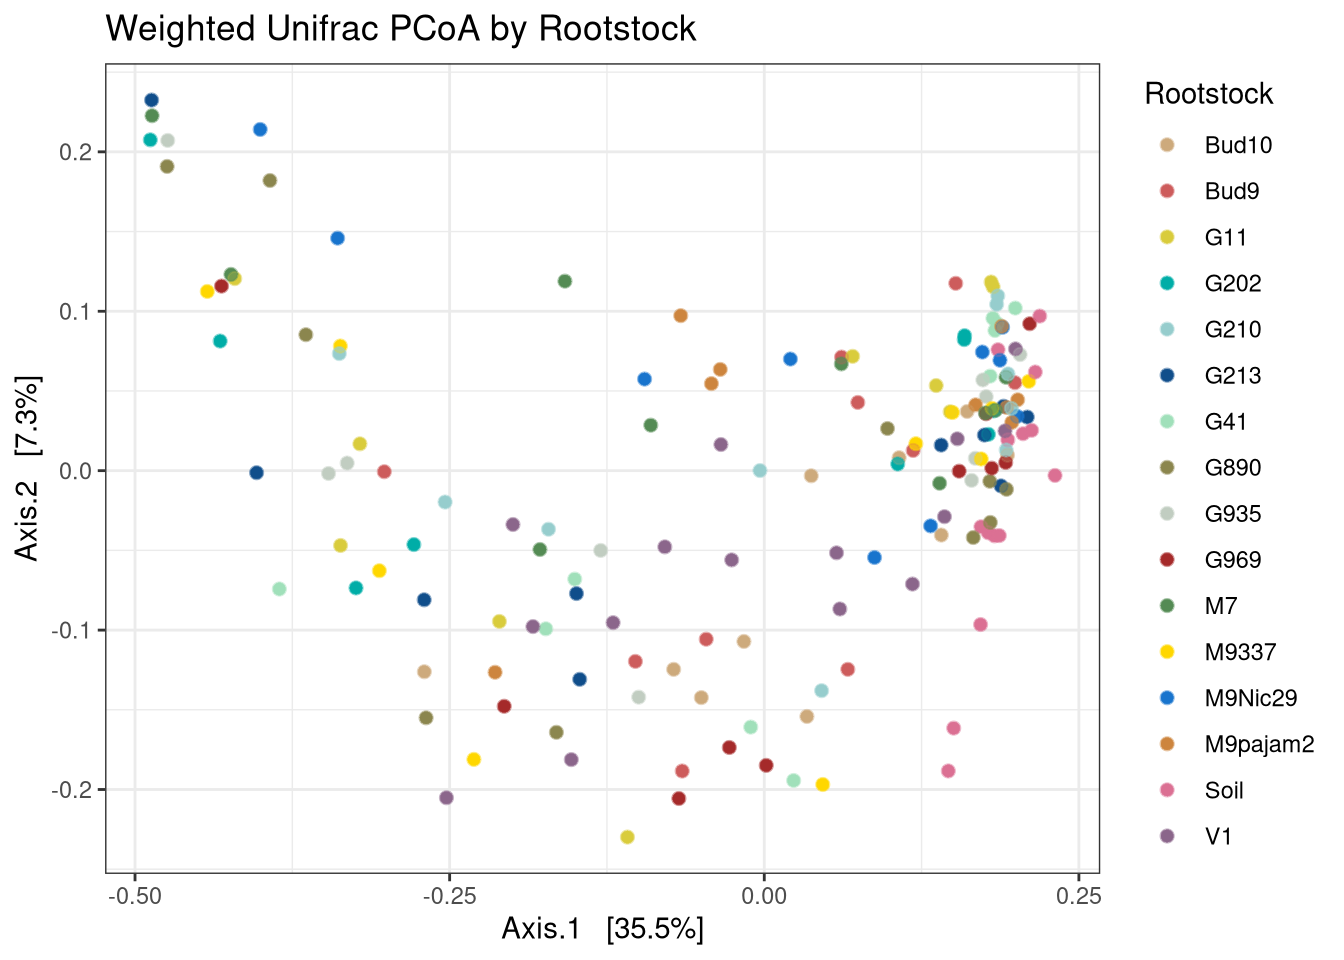 Weighted Unifrac PCoA by Rootstock
0.2
0.1
0.0
-0.1
-0.2
Axis.2 [7.3%]
-0.50
-0.25
0.00
0.25
Axis.1 [35.5%]
Rootstock
Bud10
Bud9
G11
G202
G210
G213
G41
G890
G935
G969
M7
M9337
M9Nic29
M9pajam2
Soil
V1